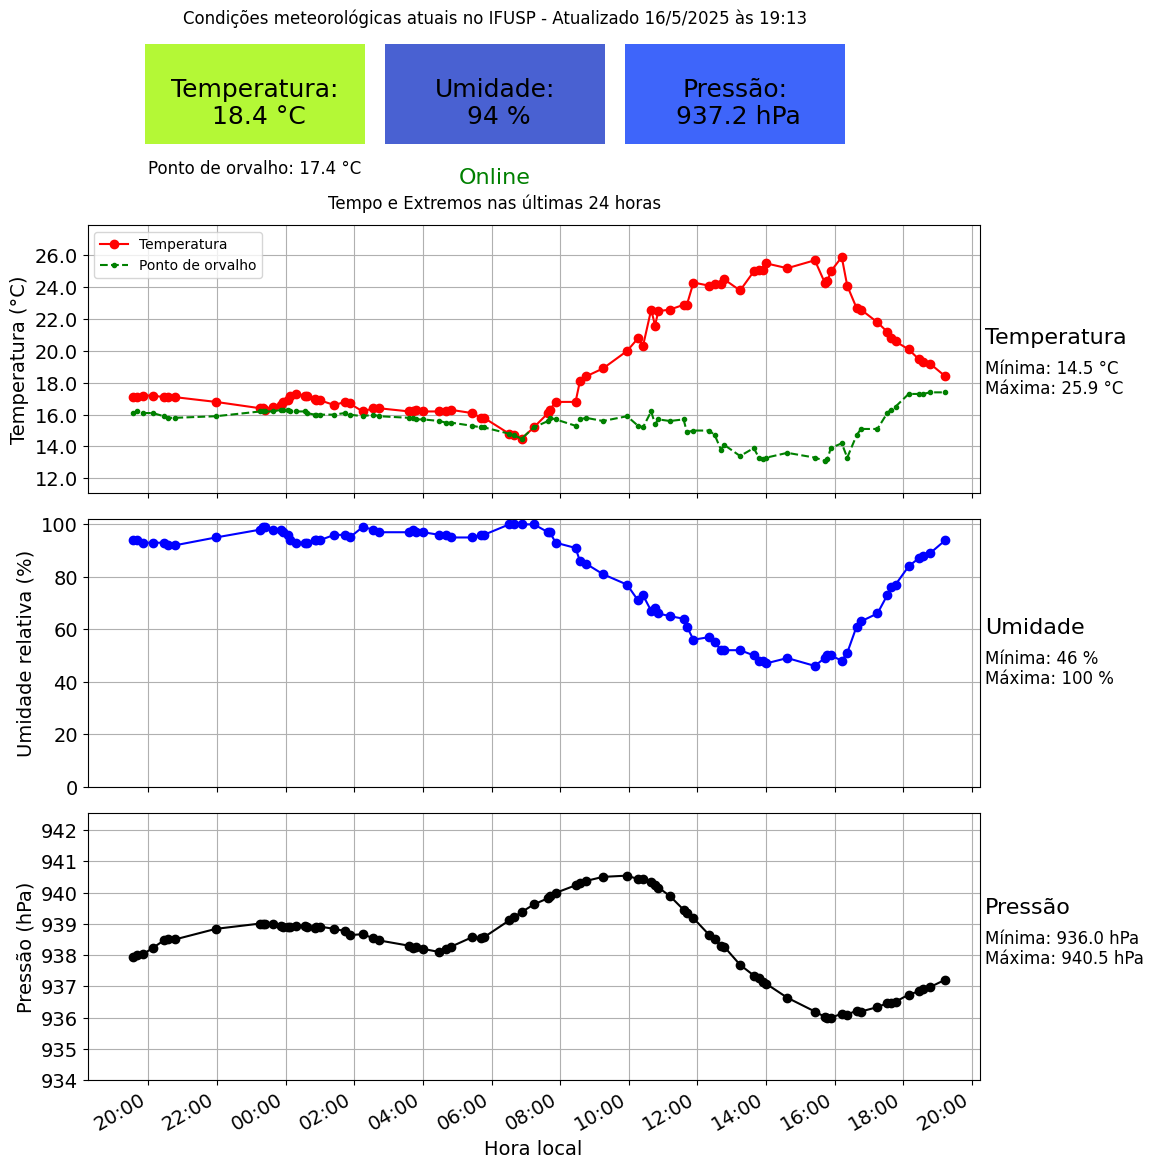 Condições meteorológicas atuais no IFUSP - Atualizado 16/5/2025 às 19:13
Temperatura:
18.4 °C
Umidade:
94 %
Pressão:
937.2 hPa
Ponto de orvalho: 17.4 °C
Online
Tempo e Extremos nas últimas 24 horas
Temperatura (°C)
26.0
24.0
22.0
20.0
18.0
16.0
14.0
12.0
Temperatura
Ponto de orvalho
Temperatura
Mínima: 14.5 °C
Máxima: 25.9 °C
Umidade relativa (%)
100
80
60
40
20
0
Umidade
Mínima: 46 %
Máxima: 100 %
Pressão (hPa)
942
941
940
939
938
937
936
935
934
Pressão
Mínima: 936.0 hPa
Máxima: 940.5 hPa
20:00 22:00 00:00 02:00 04:00 06:00 08:00 10:00 12:00 14:00 16:00 18:00 20:00
Hora local